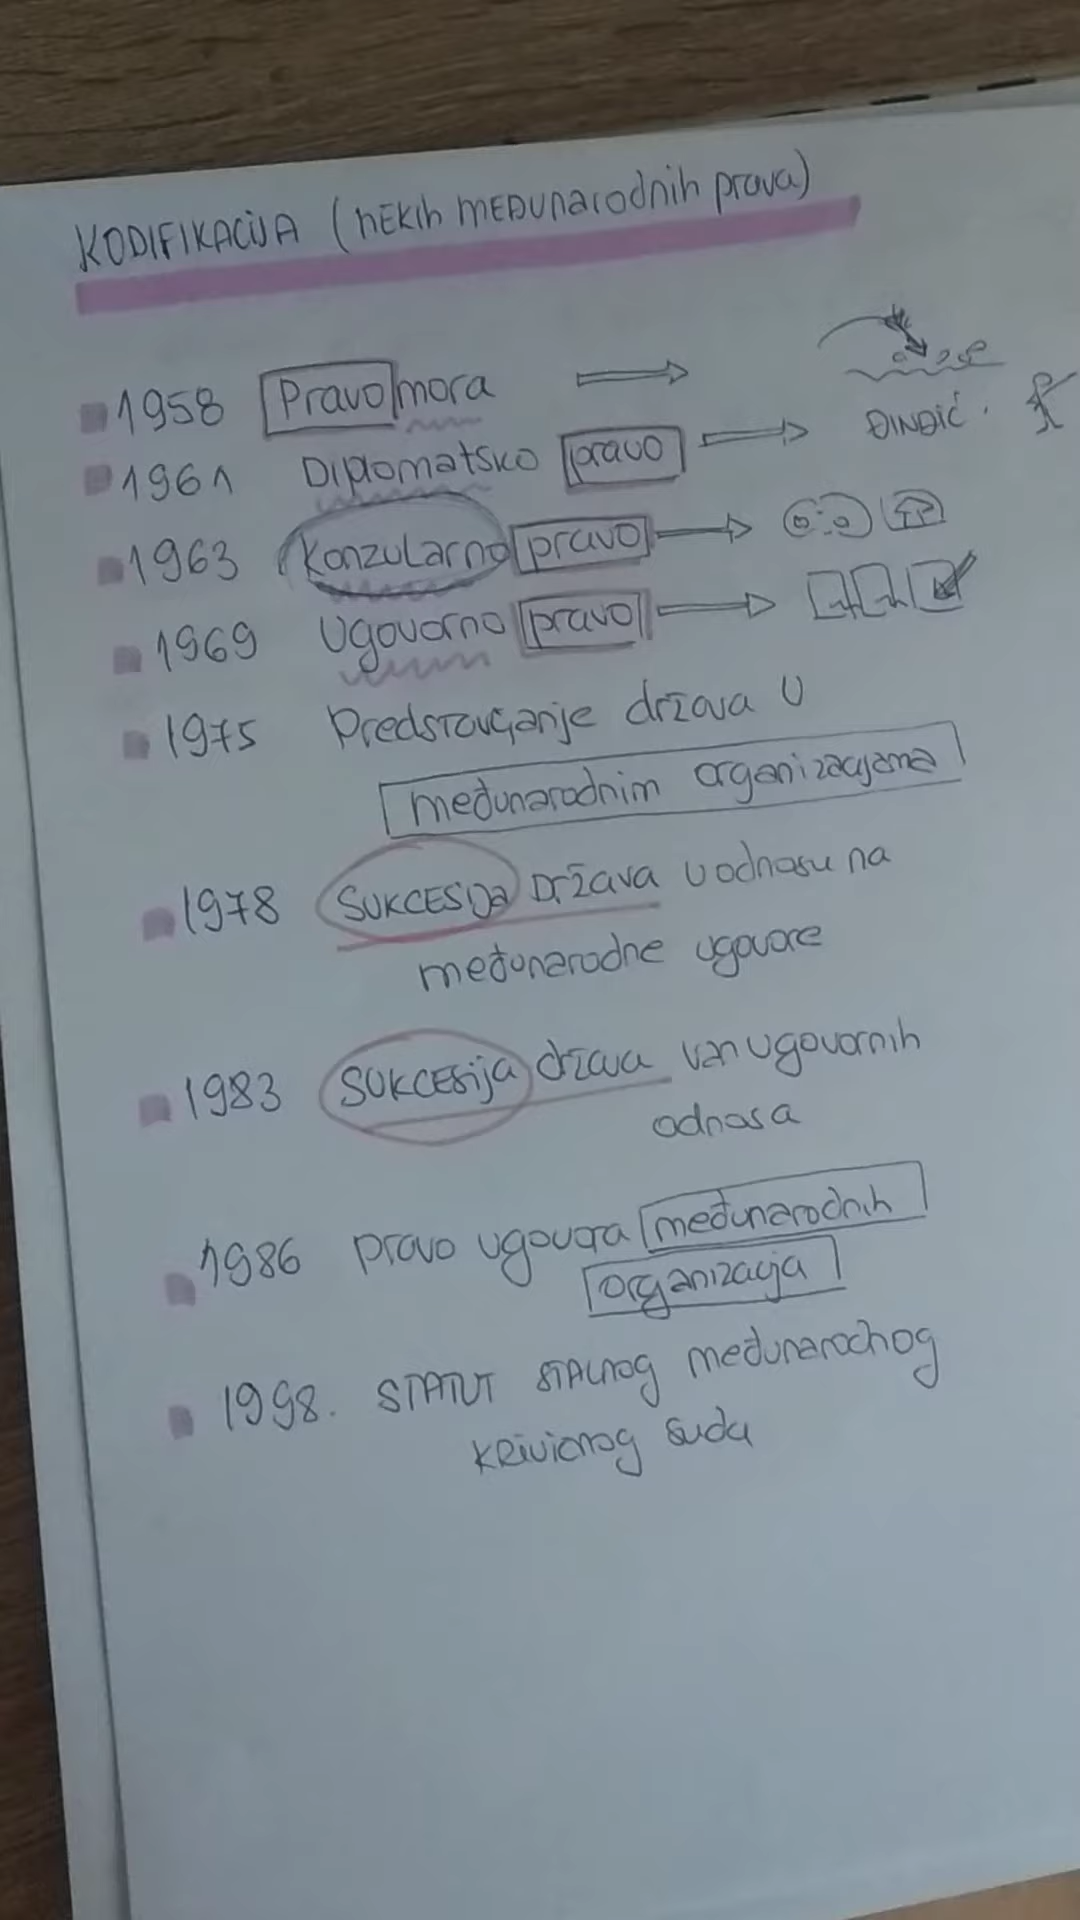 KODIFIKACIJA (nEKih mEĐUnarodnih prava)
1958 Pravo mora
1961 Diplomatsko pravo ĐINĐIĆ.
1963 Konzularno pravo
1969 Ugovorno pravo
1975 Predstavljanje država U
međunarodnim organizacijama
1978 SUKCESIJa DržAva u odnosu na
međunarodne ugovore
1983 SUKCESija država van ugovornih
odnosa
1986 pravo ugovora međunarodnih
organizacija
1998. STATUT STALnog međunarodnog
KRivičnog suda